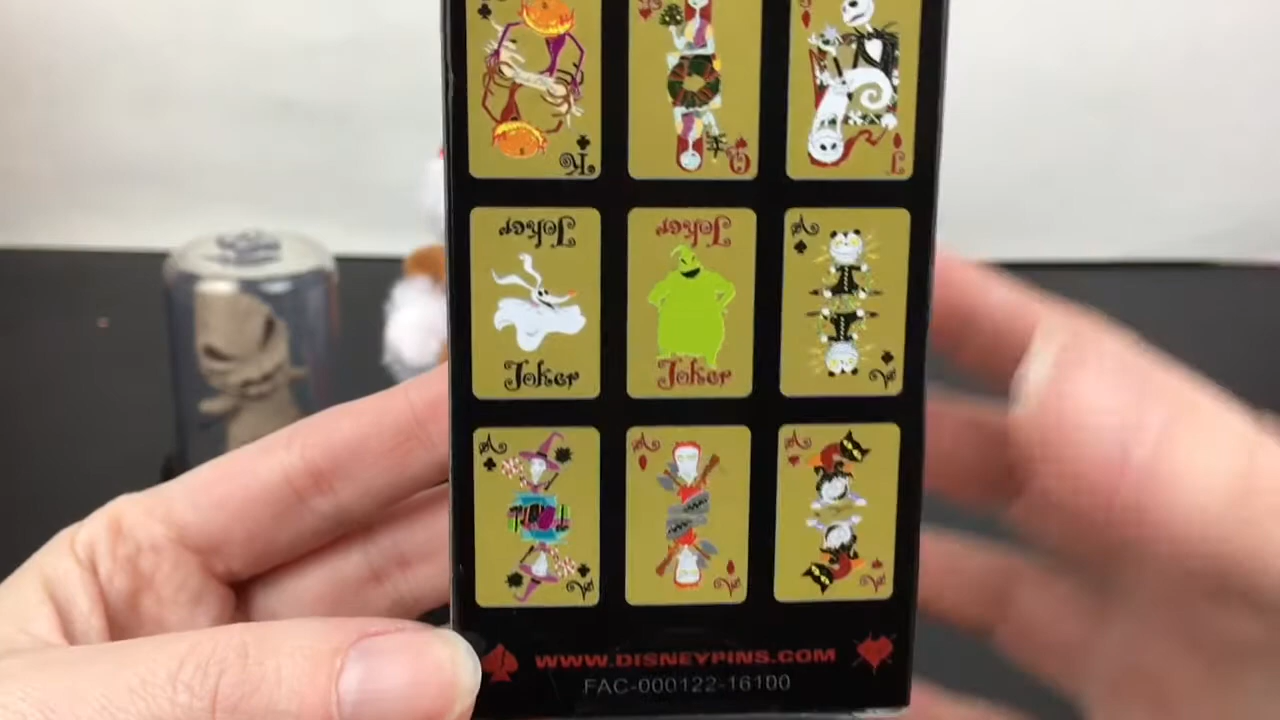 K
Q
J
Joker Joker A
Joker Joker A
A A A
A A A
WWW.DISNEYPINS.COM
FAC-000122-16100